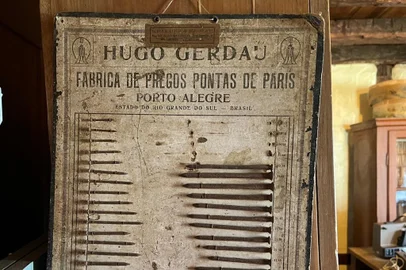 HUGO GERDAU
FABRICA DE PREGOS PONTAS DE PARIS
PORTO ALEGRE
ESTADO DO RIO GRANDE DO SUL - BRASIL